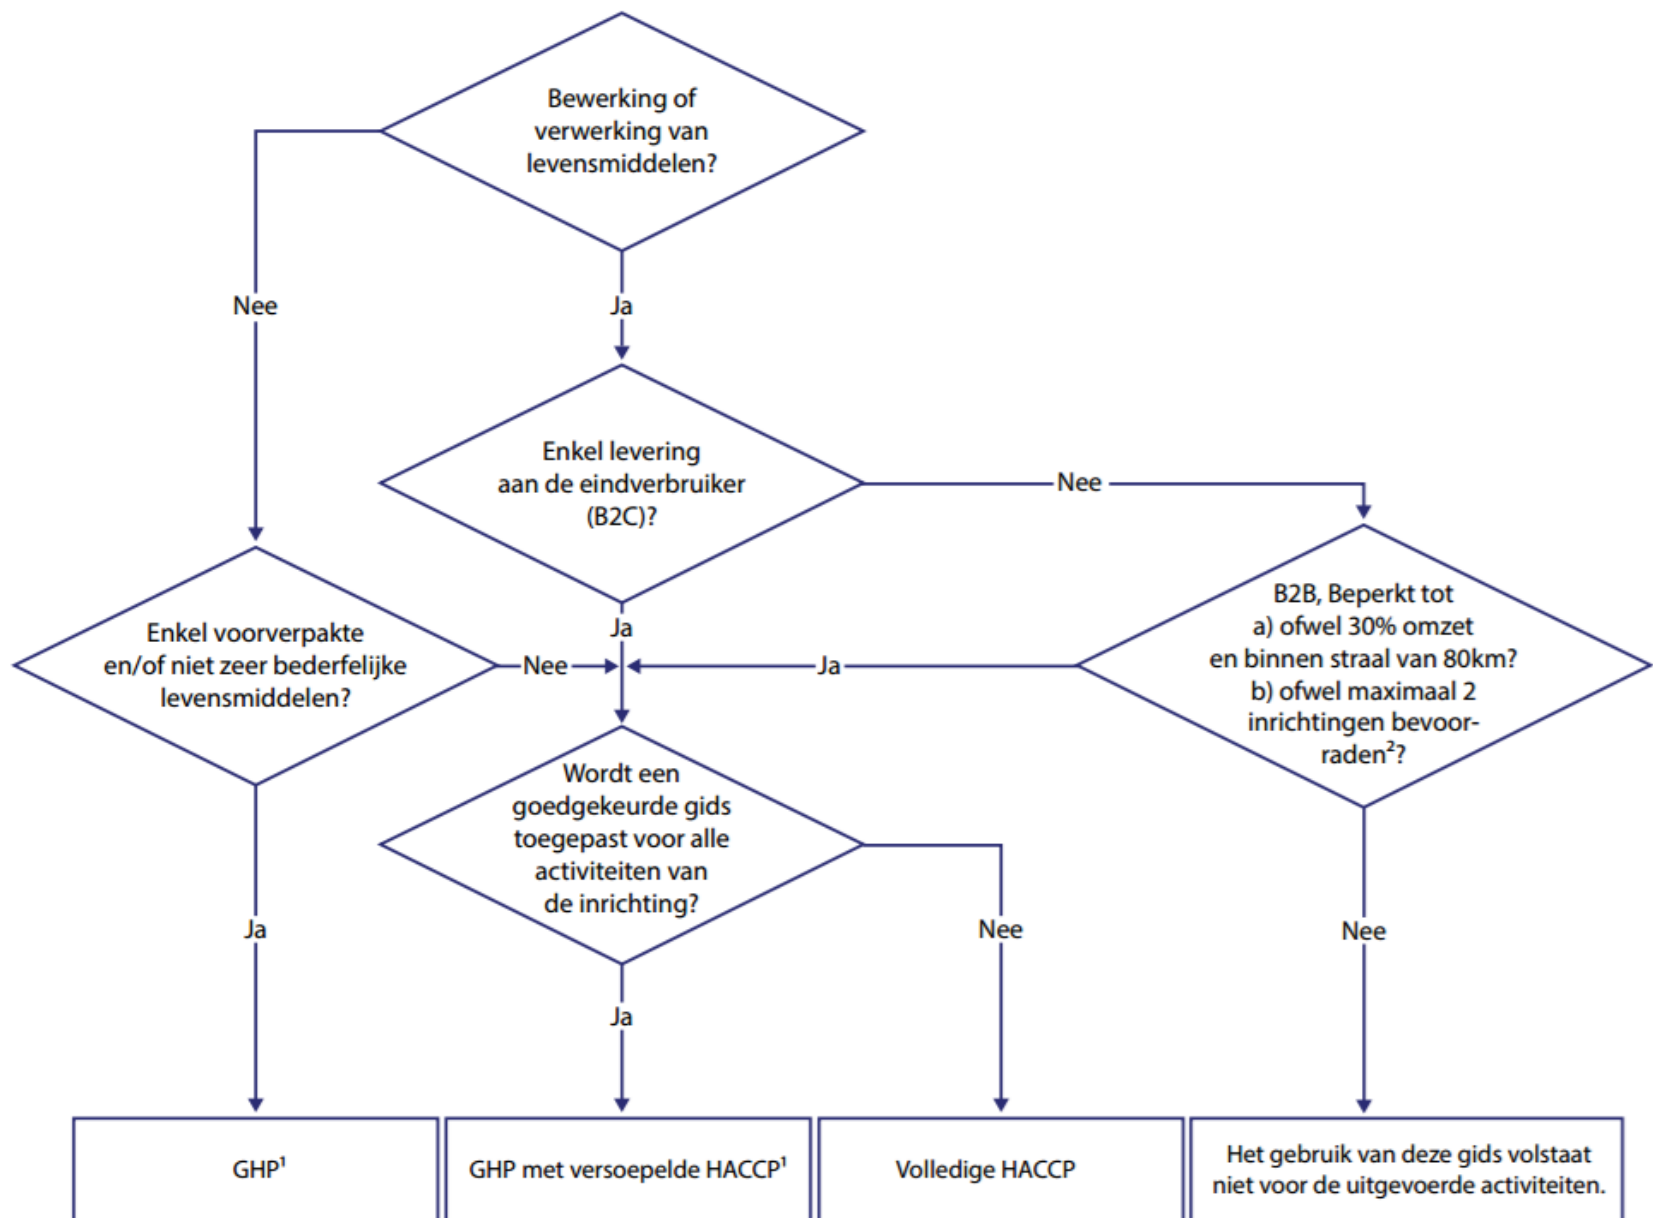 Bewerking of
verwerking van
levensmiddelen?
Nee
Ja
Enkel levering
aan de eindverbruiker
(B2C)?
Nee
Ja
Enkel voorverpakte
en/of niet zeer bederfelijke
levensmiddelen?
Nee
Ja
B2B, Beperkt tot
a) ofwel 30% omzet
en binnen straal van 80km?
b) ofwel maximaal 2
inrichtingen bevoor-
raden²?
Wordt een
goedgekeurde gids
toegepast voor alle
activiteiten van
de inrichting?
Ja
Nee
Nee
Ja
GHP¹
GHP met versoepelde HACCP¹
Volledige HACCP
Het gebruik van deze gids volstaat
niet voor de uitgevoerde activiteiten.